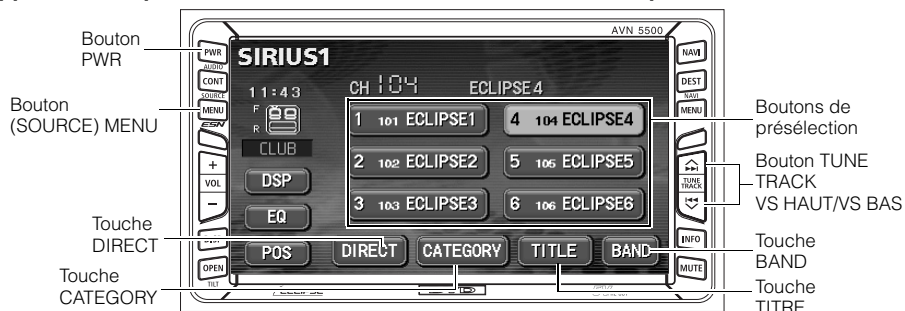 AVN 5500
Bouton
PWR
Bouton
(SOURCE) MENU
Touche
DIRECT
Touche
CATEGORY
PWR
AUDIO
CONT
SOURCE
MENU
ESN
+
VOL
−
OPEN
TILT
SIRIUS1
11:43
F
R
CLUB
DSP
EQ
POS
CH 104 ECLIPSE 4
1 101 ECLIPSE1
4 104 ECLIPSE4
2 102 ECLIPSE2
5 105 ECLIPSE5
3 103 ECLIPSE3
6 106 ECLIPSE6
DIRECT
CATEGORY
TITLE
BAND
NAVI
DEST
NAVI
MENU
TUNE
TRACK
INFO
MUTE
Boutons de
présélection
Bouton TUNE
TRACK
VS HAUT/VS BAS
Touche
BAND
Touche
TITRE